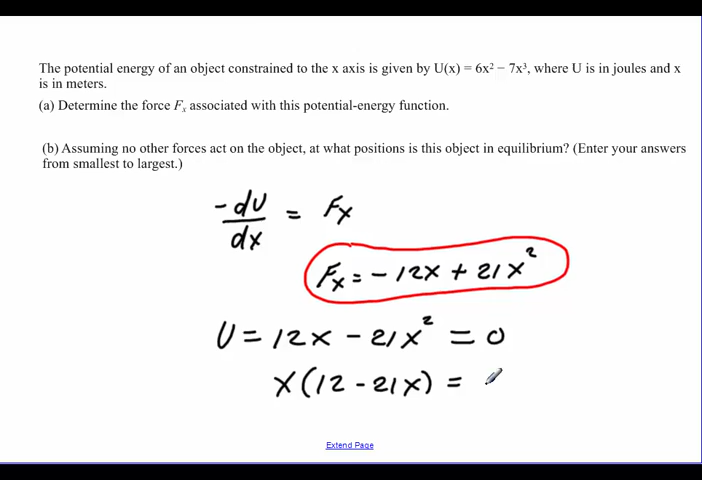 The potential energy of an object constrained to the x axis is given by U(x) = 6x² − 7x³, where U is in joules and x
is in meters.
(a) Determine the force Fₓ associated with this potential-energy function.
(b) Assuming no other forces act on the object, at what positions is this object in equilibrium? (Enter your answers
from smallest to largest.)
-dU/dx = Fx
Fx = -12x + 21x²
U = 12x - 21x² = 0
x(12 - 21x) =
Extend Page